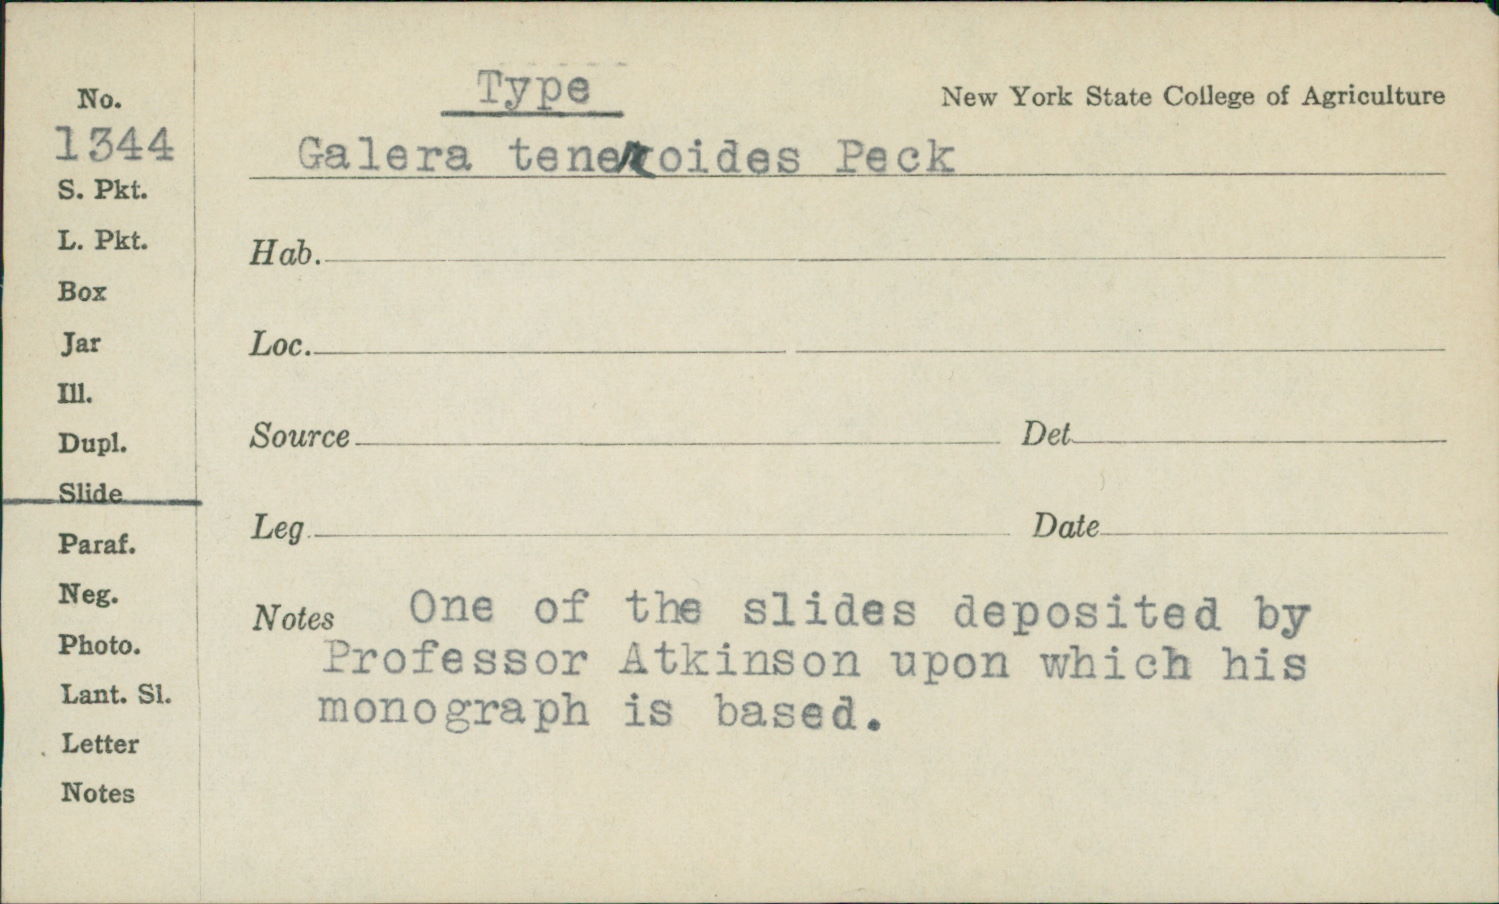 Type
New York State College of Agriculture
No.
1344
Galera teneroides Peck
S. Pkt.
L. Pkt.
Hab.
Box
Jar
Loc.
Ill.
Dupl.
Source
Det.
Slide
Leg.
Date
Paraf.
Neg.
Notes One of the slides deposited by
Professor Atkinson upon which his
monograph is based.
Photo.
Lant. Sl.
Letter
Notes